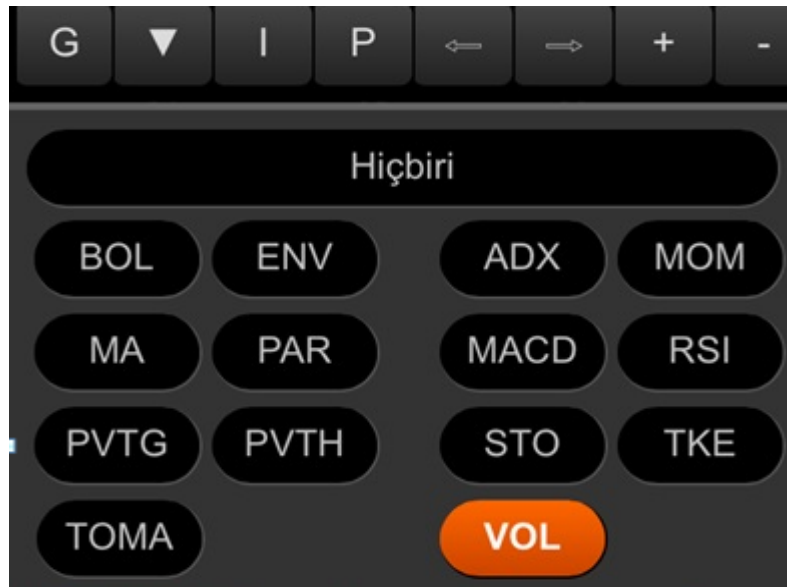 G ▼ I P ⇐ ⇒ + -
Hiçbiri
BOL ENV ADX MOM
MA PAR MACD RSI
PVTG PVTH STO TKE
TOMA VOL